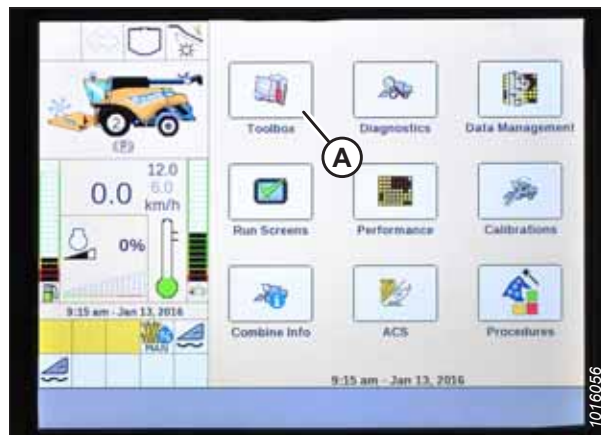 Toolbox
Diagnostics
Data Management
A
2
(P)
12.0
6.0
0.0
km/h
Run Screens
Performance
Calibrations
0%
9:15 am - Jan 13, 2016
MAN
Combine Info
ACS
Procedures
9:15 am - Jan 13, 2016
1016056